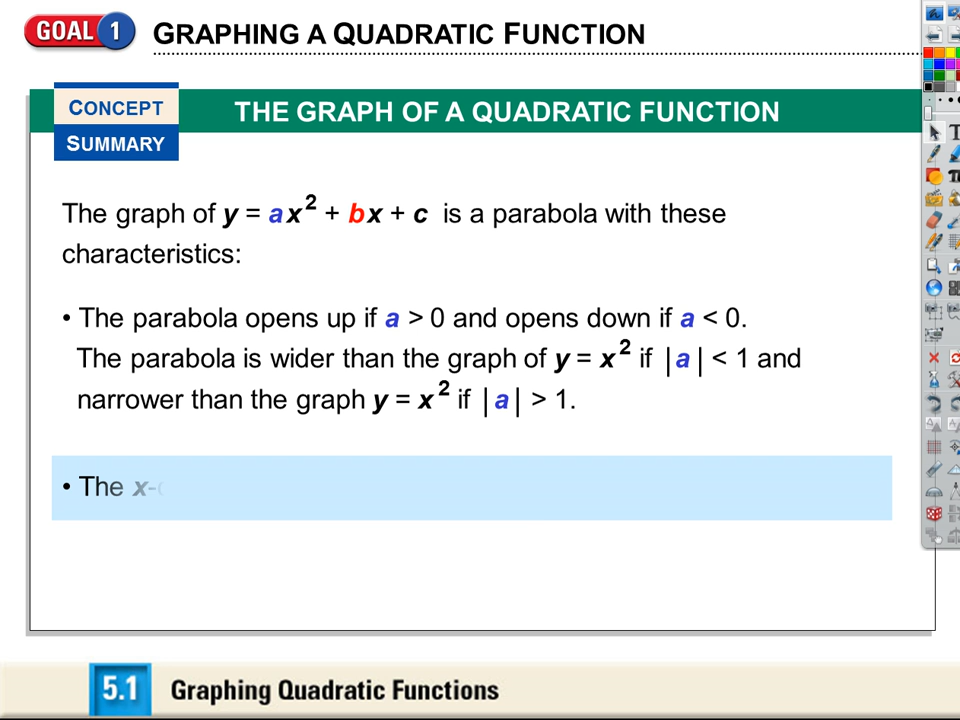 GOAL 1 GRAPHING A QUADRATIC FUNCTION
CONCEPT
SUMMARY
THE GRAPH OF A QUADRATIC FUNCTION
The graph of y = ax² + bx + c is a parabola with these
characteristics:
• The parabola opens up if a > 0 and opens down if a < 0.
The parabola is wider than the graph of y = x² if |a| < 1 and
narrower than the graph y = x² if |a| > 1.
• The x-
5.1 Graphing Quadratic Functions